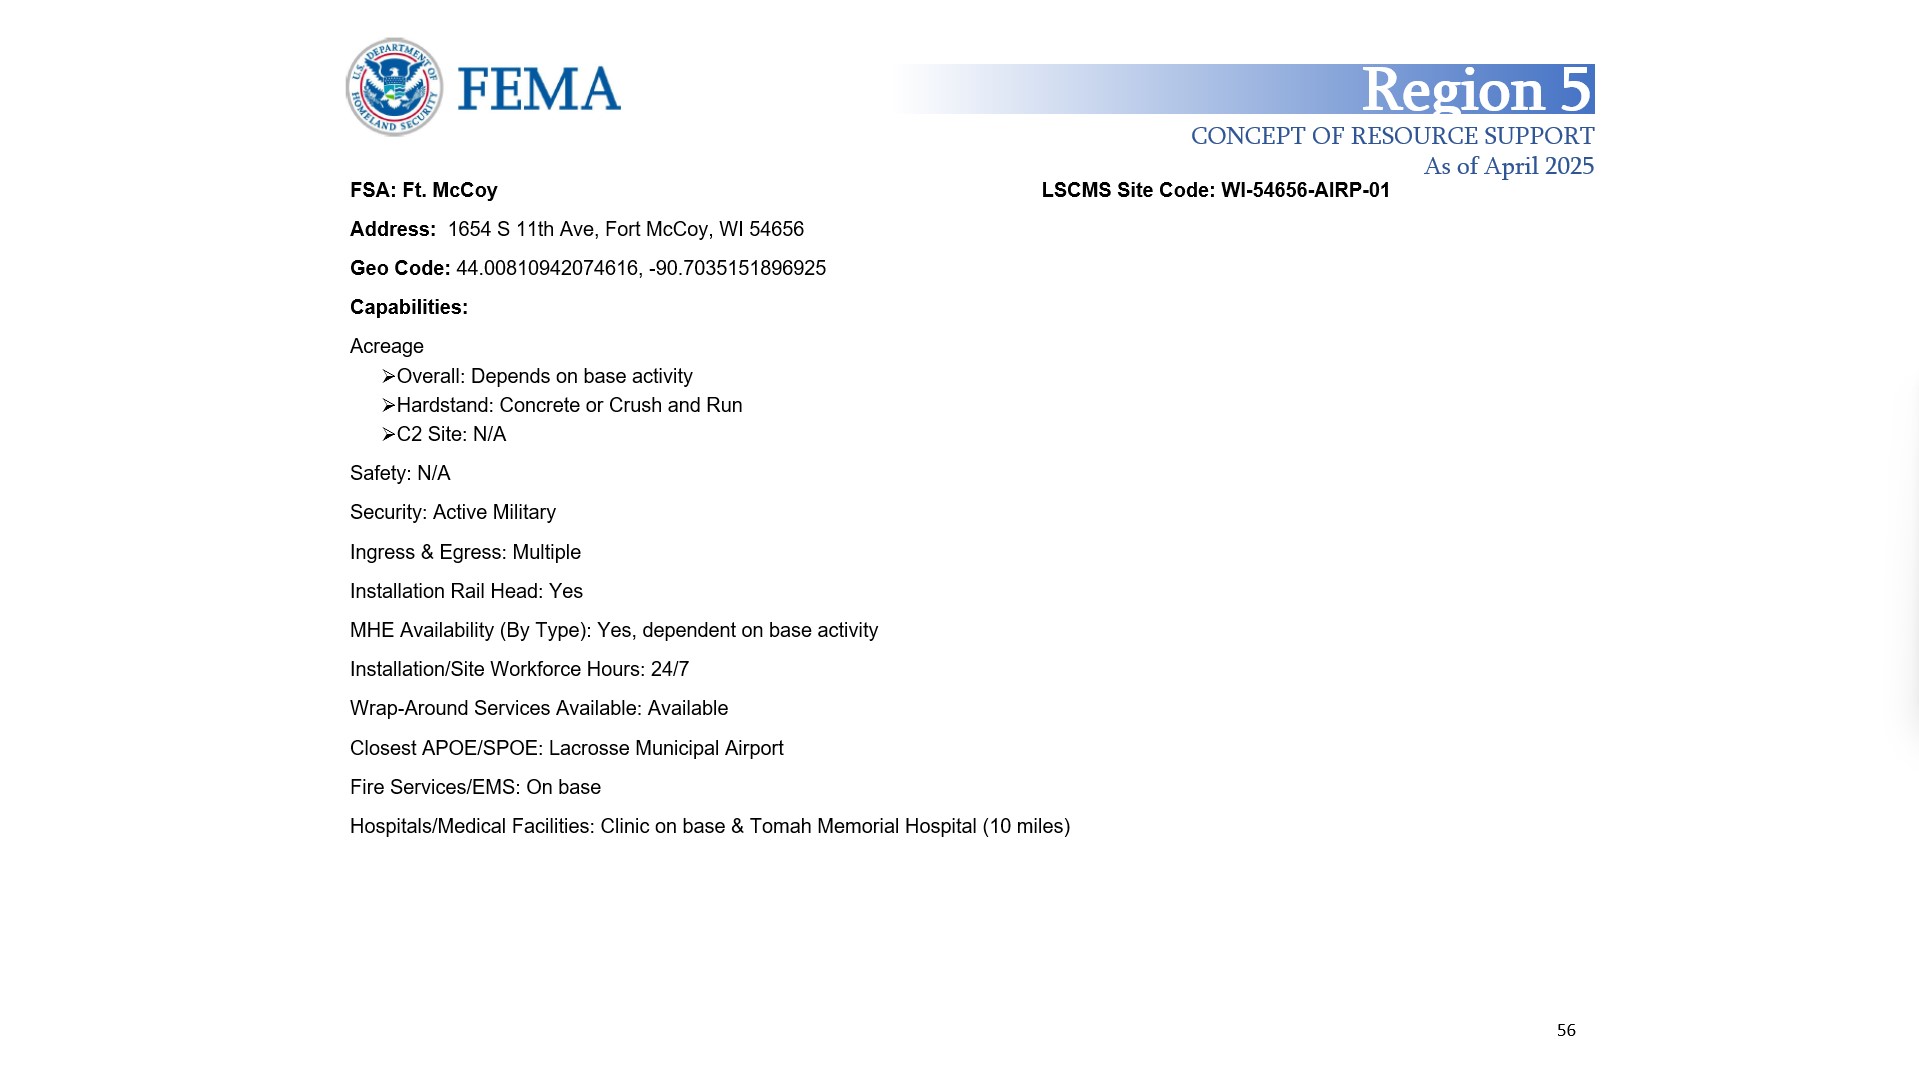 U.S. DEPARTMENT OF
HOMELAND SECURITY
FEMA
Region 5
CONCEPT OF RESOURCE SUPPORT
As of April 2025
FSA: Ft. McCoy LSCMS Site Code: WI-54656-AIRP-01
Address: 1654 S 11th Ave, Fort McCoy, WI 54656
Geo Code: 44.00810942074616, -90.7035151896925
Capabilities:
Acreage
➢Overall: Depends on base activity
➢Hardstand: Concrete or Crush and Run
➢C2 Site: N/A
Safety: N/A
Security: Active Military
Ingress & Egress: Multiple
Installation Rail Head: Yes
MHE Availability (By Type): Yes, dependent on base activity
Installation/Site Workforce Hours: 24/7
Wrap-Around Services Available: Available
Closest APOE/SPOE: Lacrosse Municipal Airport
Fire Services/EMS: On base
Hospitals/Medical Facilities: Clinic on base & Tomah Memorial Hospital (10 miles)
56